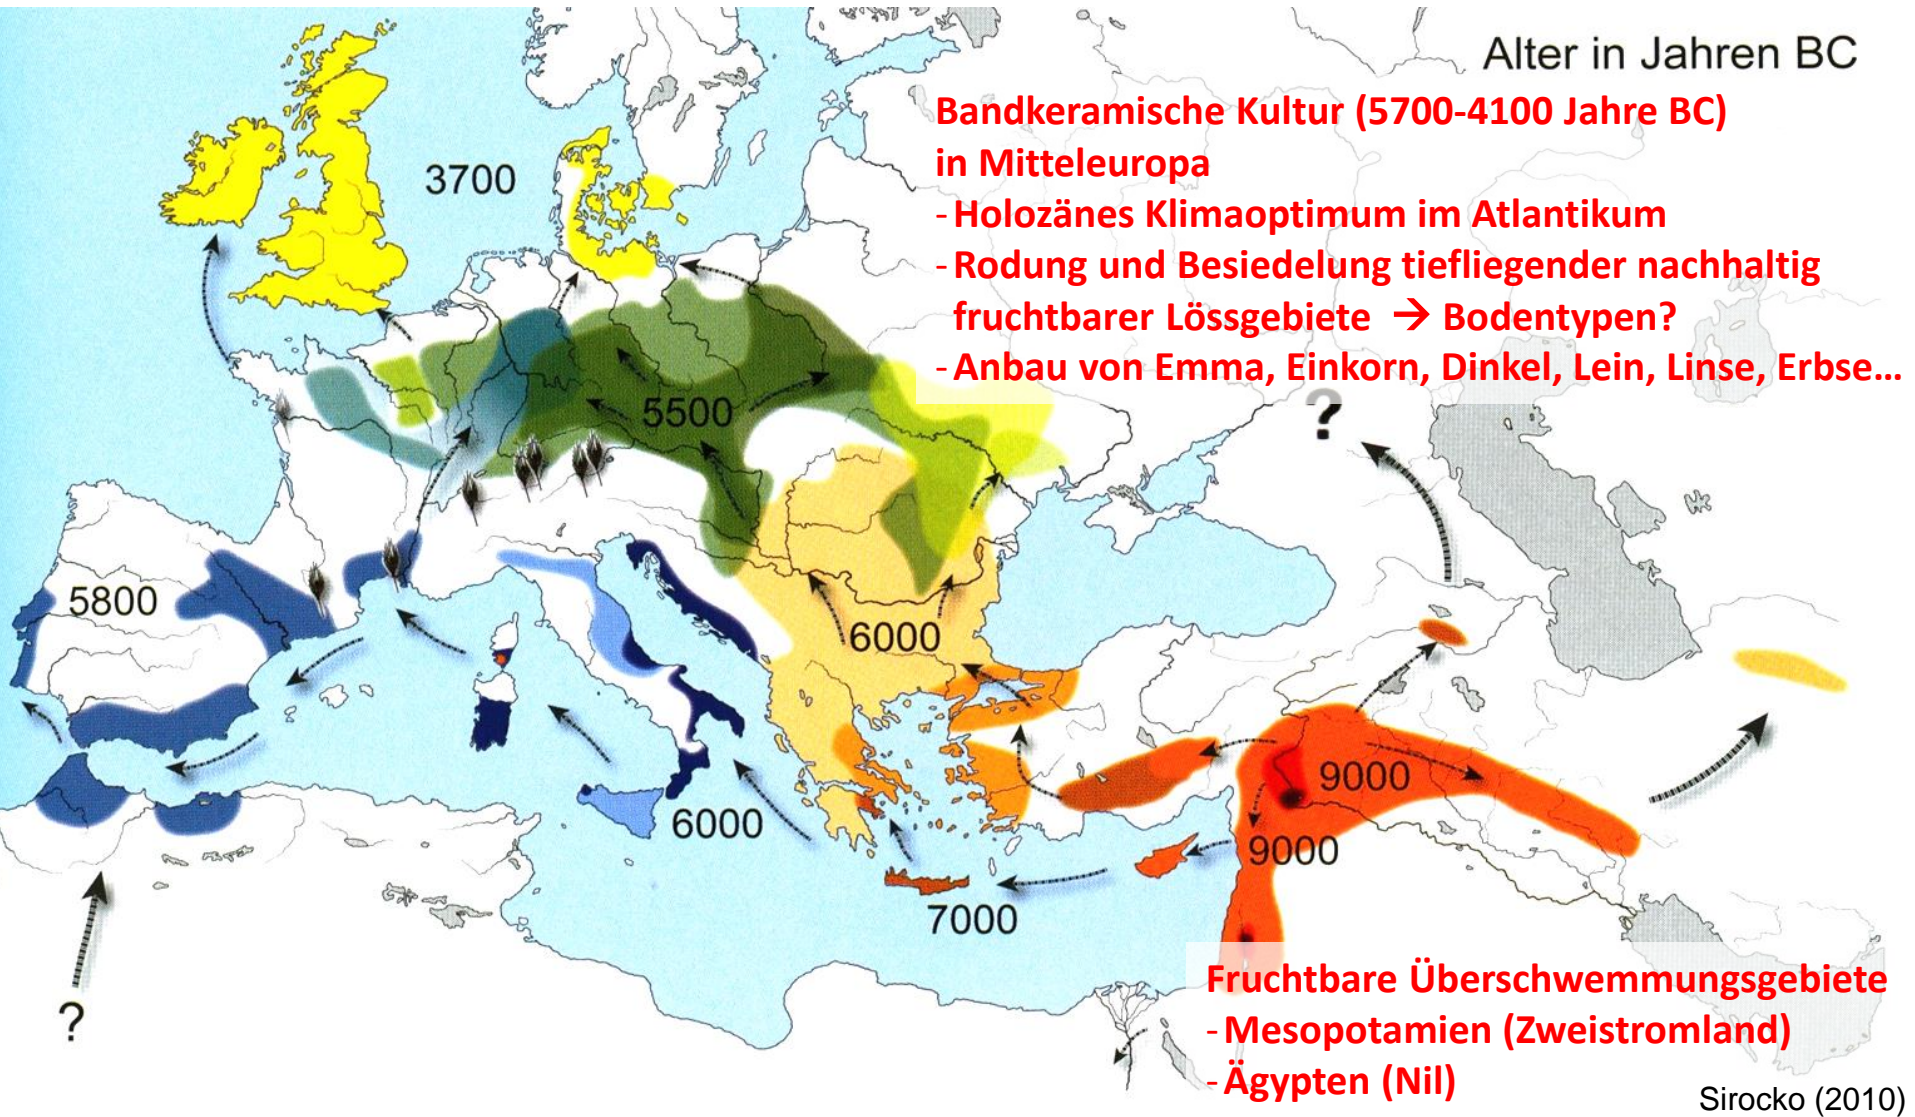 Alter in Jahren BC
Bandkeramische Kultur (5700-4100 Jahre BC)
in Mitteleuropa
- Holozänes Klimaoptimum im Atlantikum
- Rodung und Besiedelung tiefliegender nachhaltig
fruchtbarer Lössgebiete → Bodentypen?
- Anbau von Emma, Einkorn, Dinkel, Lein, Linse, Erbse…
3700
5500
?
5800
6000
9000
6000
9000
7000
?
Fruchtbare Überschwemmungsgebiete
- Mesopotamien (Zweistromland)
- Ägypten (Nil)
Sirocko (2010)